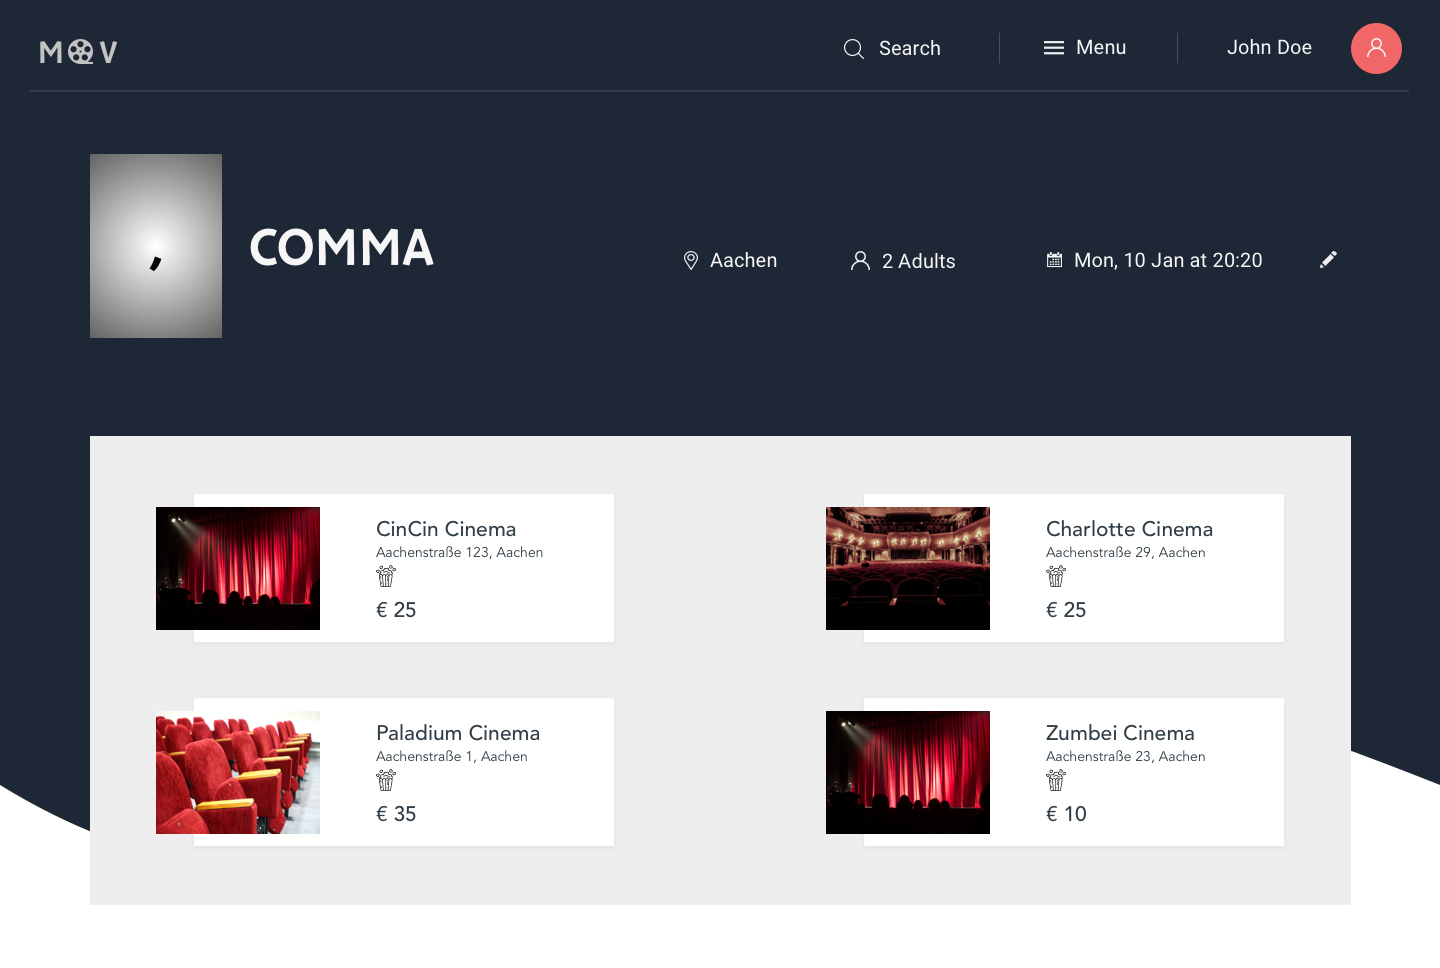 MOV
Search
Menu
John Doe
,
COMMA
Aachen
2 Adults
Mon, 10 Jan at 20:20
CinCin Cinema
Aachenstraße 123, Aachen
€ 25
Charlotte Cinema
Aachenstraße 29, Aachen
€ 25
Paladium Cinema
Aachenstraße 1, Aachen
€ 35
Zumbei Cinema
Aachenstraße 23, Aachen
€ 10